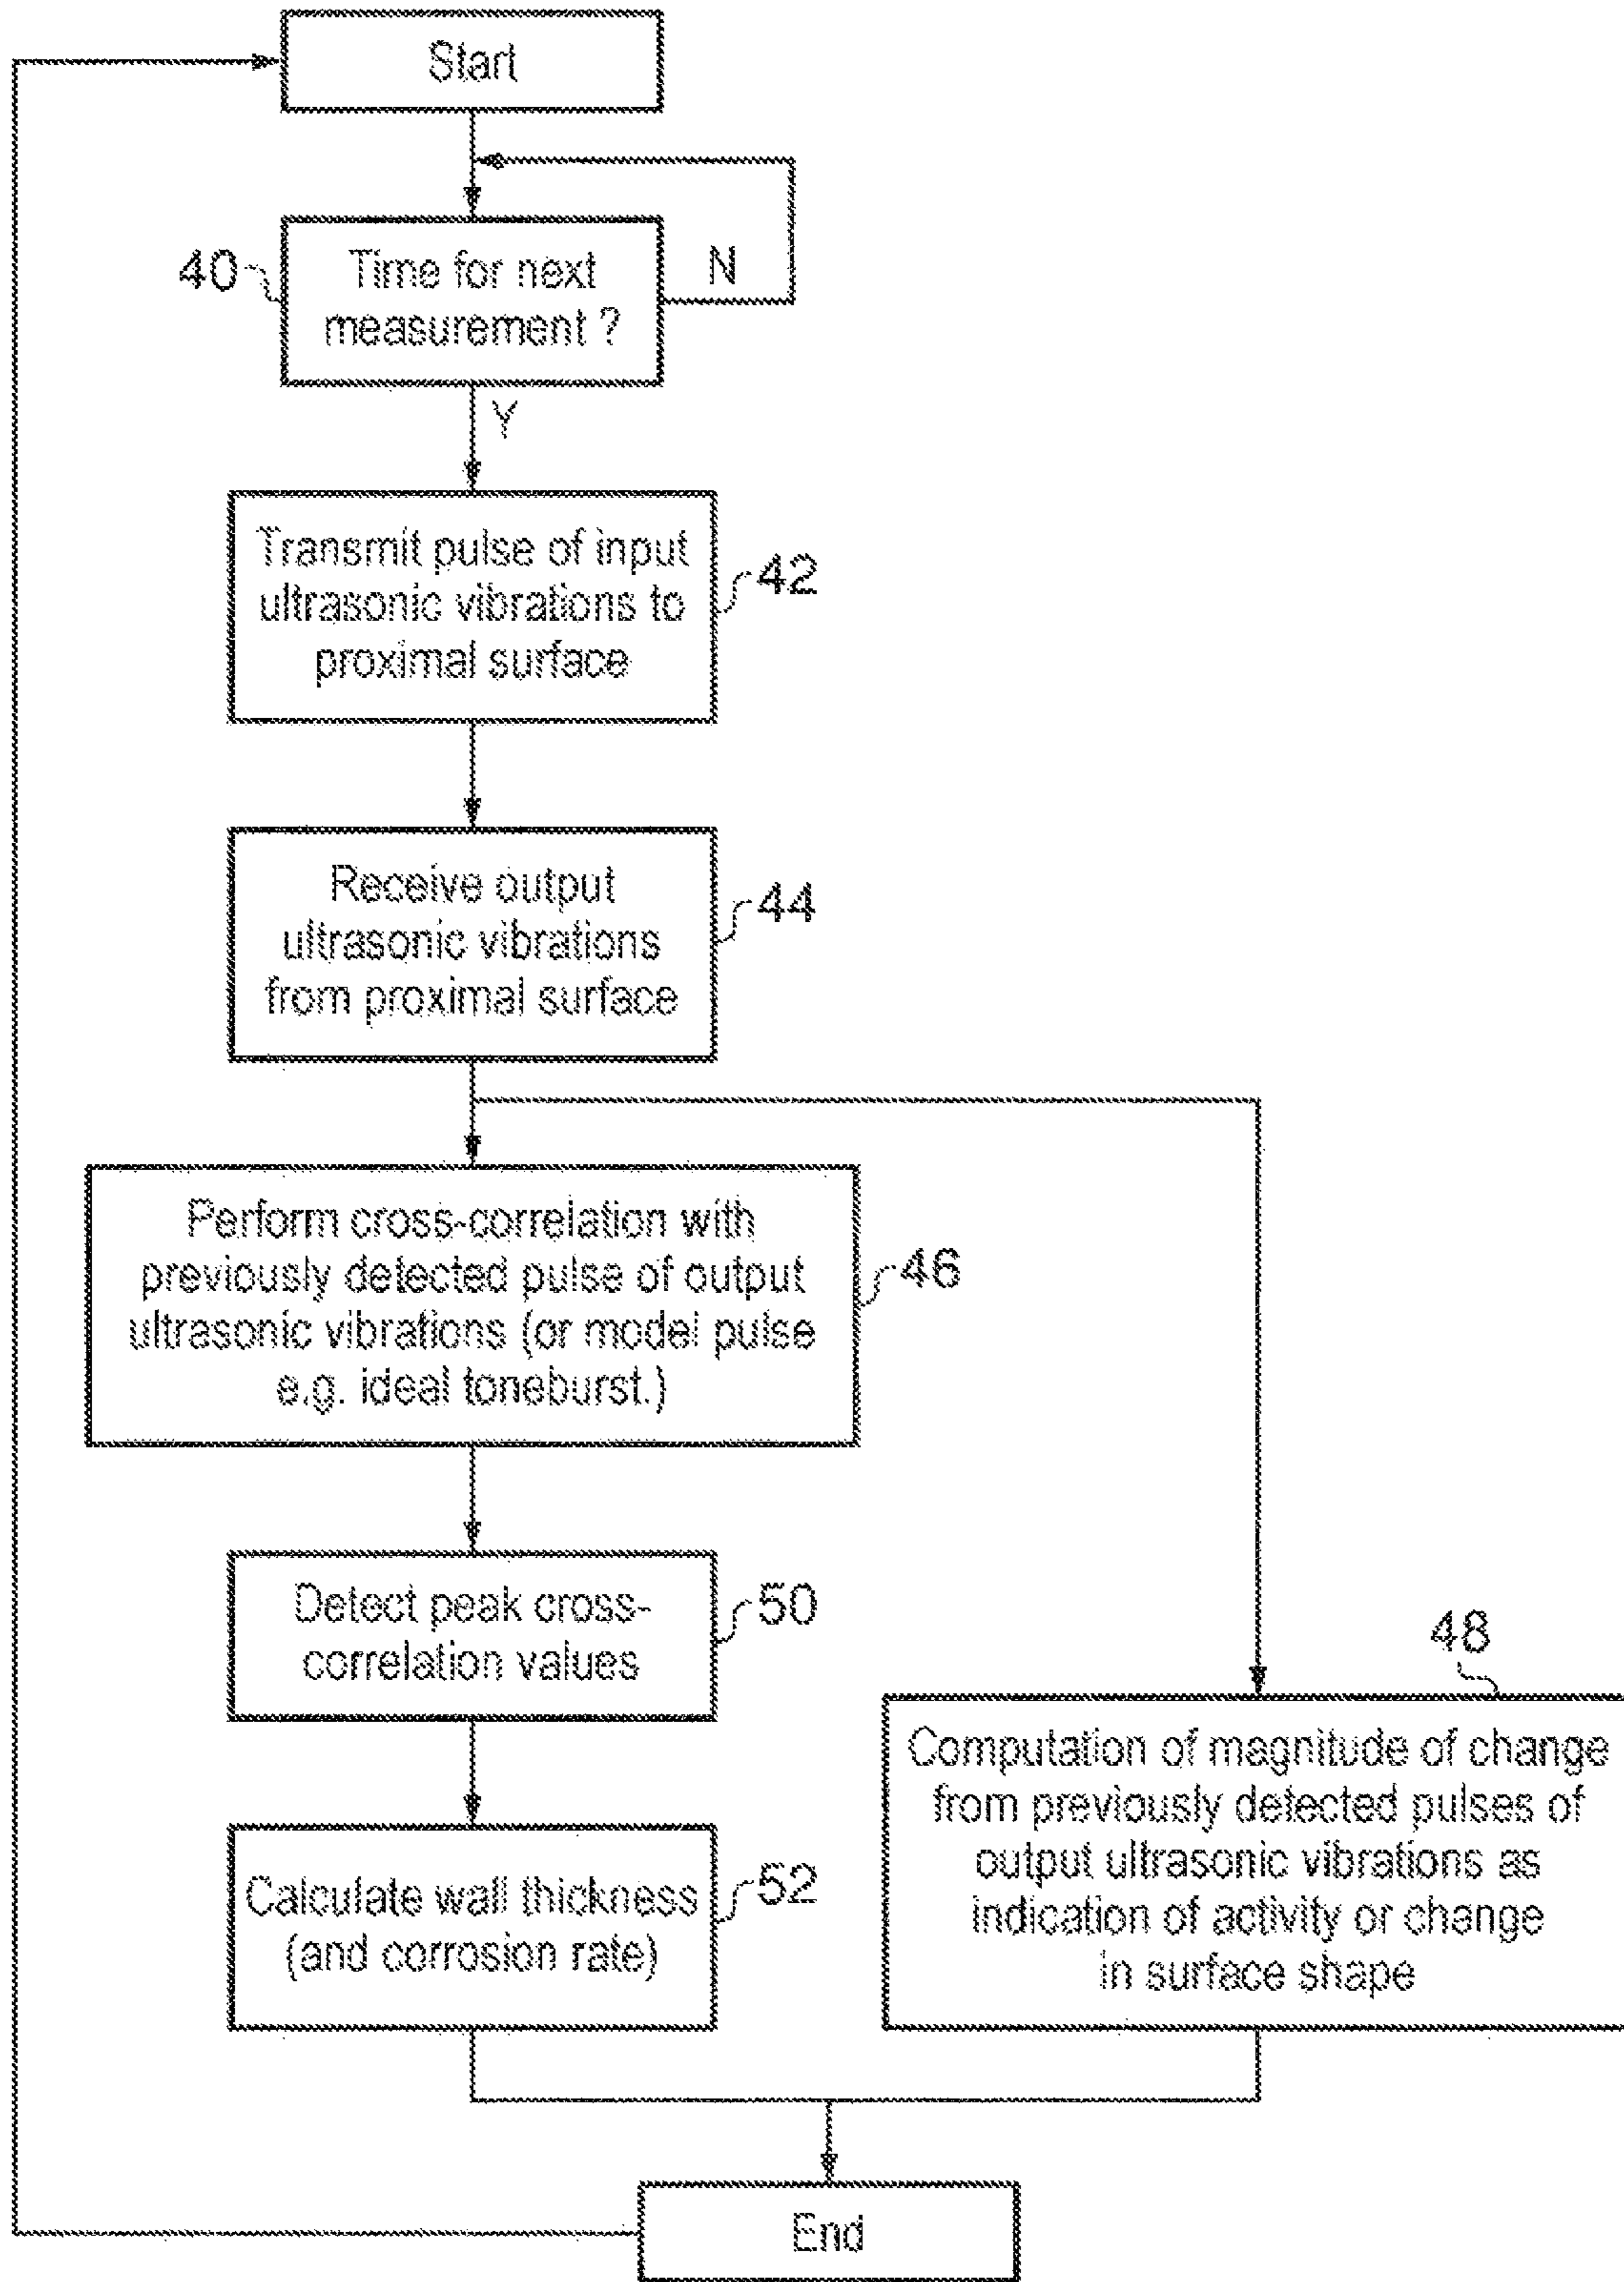 Start
40
Time for next
measurement ?
N
Y
Transmit pulse of input
ultrasonic vibrations to
proximal surface
42
Receive output
ultrasonic vibrations
from proximal surface
44
Perform cross-correlation with
previously detected pulse of output
ultrasonic vibrations (or model pulse
e.g. ideal toneburst.)
46
Detect peak cross-
correlation values
50
48
Computation of magnitude of change
from previously detected pulses of
output ultrasonic vibrations as
indication of activity or change
in surface shape
Calculate wall thickness
(and corrosion rate)
52
End